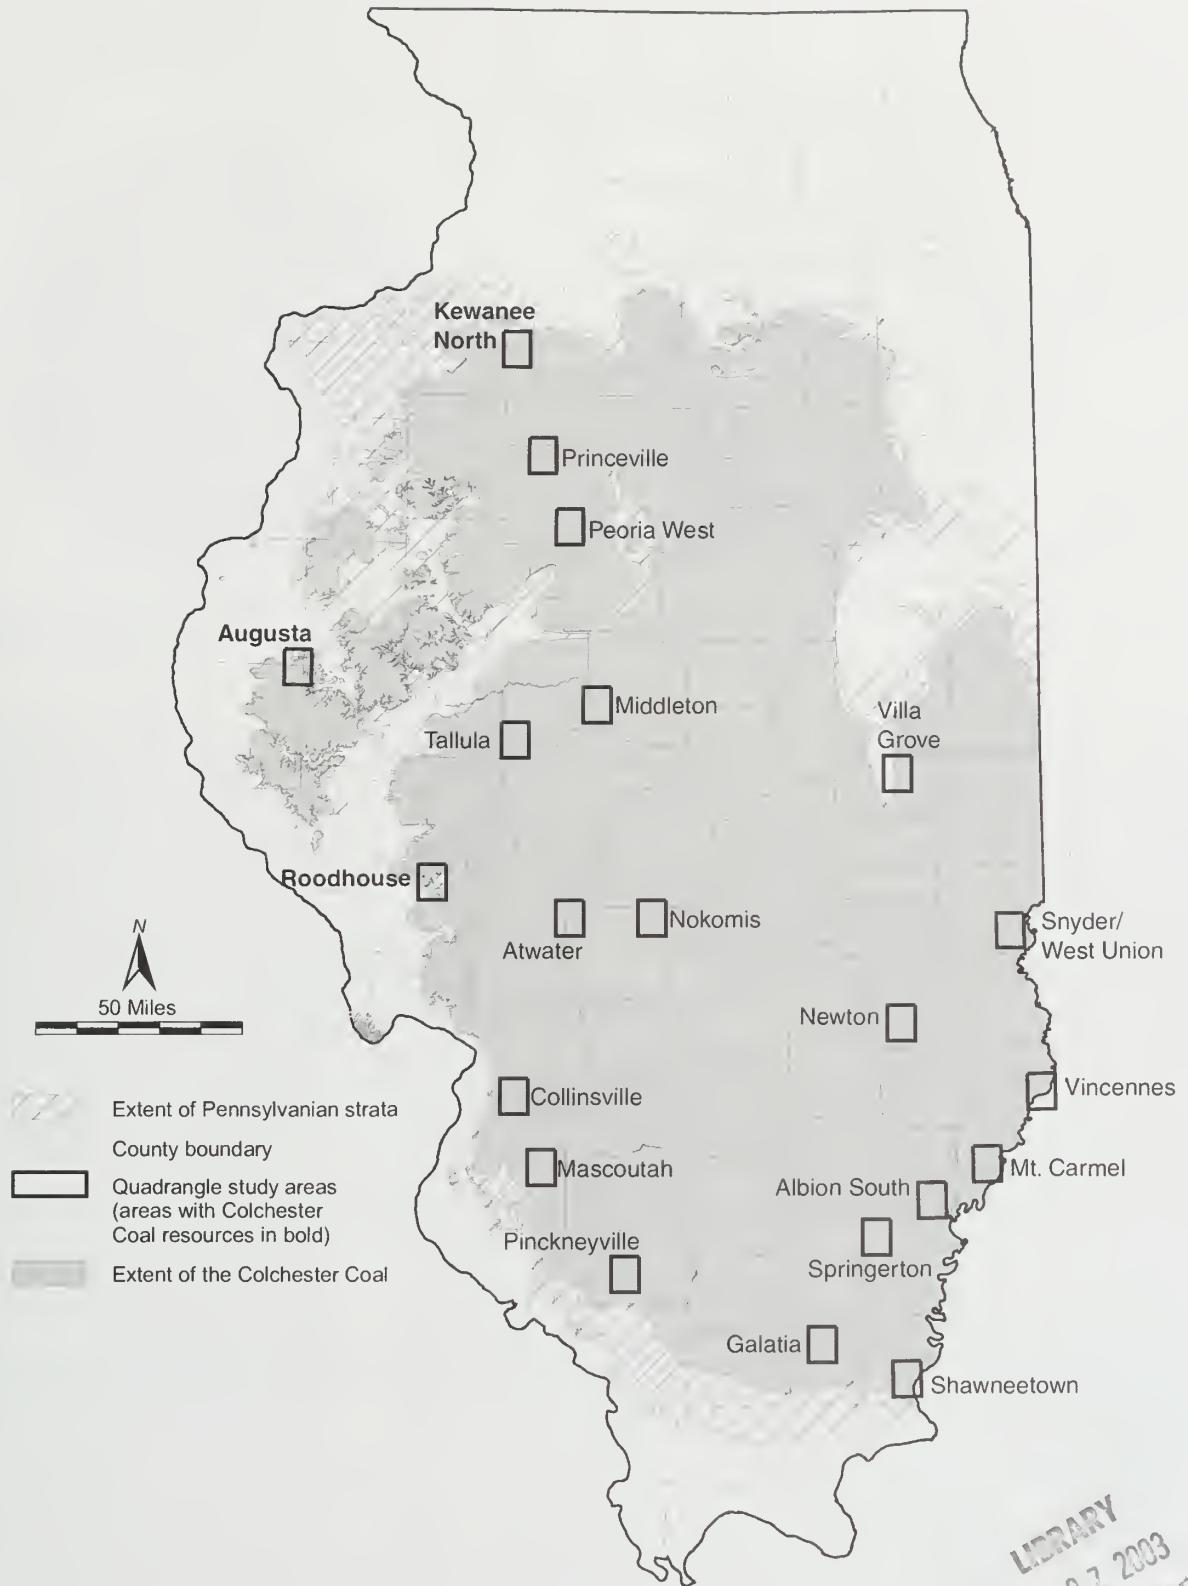 Kewanee
North
Princeville
Peoria West
Augusta
Middleton
Tallula
Villa
Grove
Roodhouse
Atwater
Nokomis
Snyder/
West Union
N
50 Miles
Newton
Collinsville
Vincennes
Extent of Pennsylvanian strata
County boundary
Quadrangle study areas
(areas with Colchester
Coal resources in bold)
Extent of the Colchester Coal
Mascoutah
Mt. Carmel
Albion South
Pinckneyville
Springerton
Galatia
Shawneetown
LIBRARY
7 2003